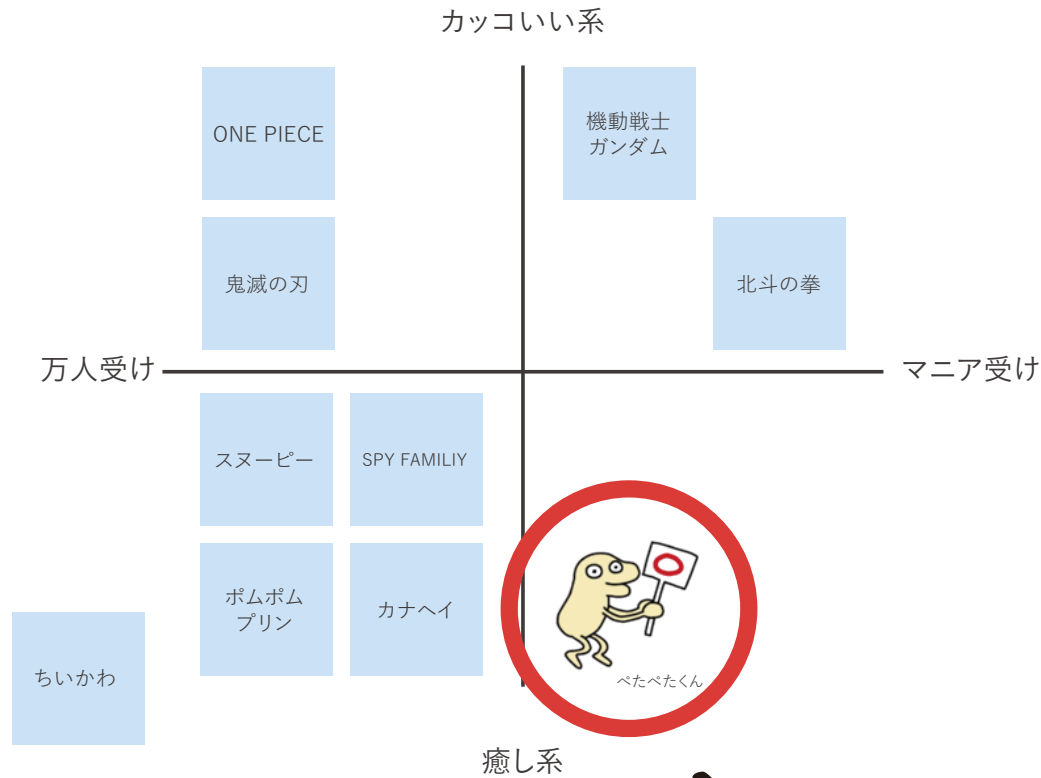 カッコいい系
ONE PIECE
機動戦士
ガンダム
鬼滅の刃
北斗の拳
万人受け
マニア受け
スヌーピー
SPY FAMILIY
ポムポム
プリン
カナヘイ
ちいかわ
ぺたぺたくん
癒し系